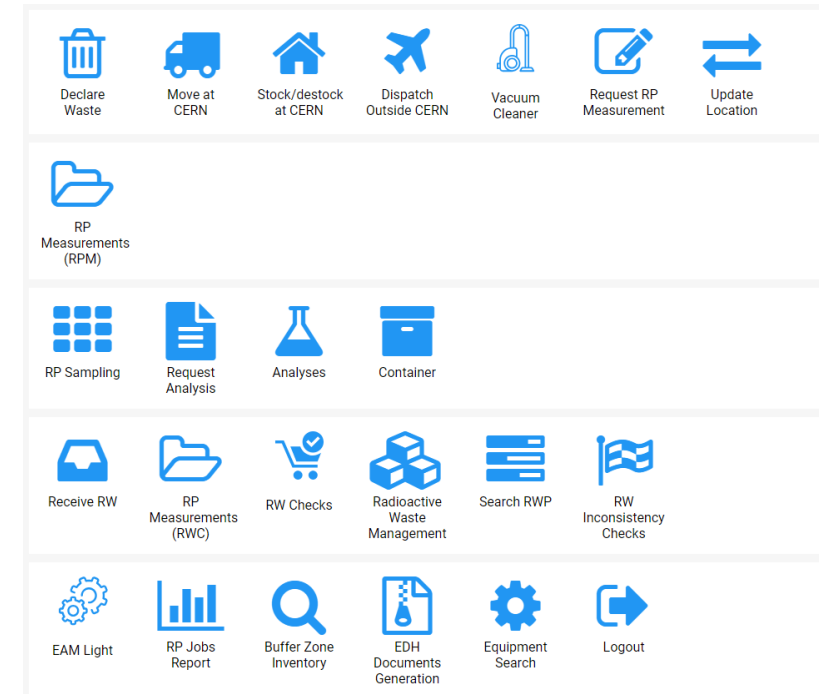 Declare
Waste
Move at
CERN
Stock/destock
at CERN
Dispatch
Outside CERN
Vacuum
Cleaner
Request RP
Measurement
Update
Location
RP
Measurements
(RPM)
RP Sampling
Request
Analysis
Analyses
Container
Receive RW
RP
Measurements
(RWC)
RW Checks
Radioactive
Waste
Management
Search RWP
RW
Inconsistency
Checks
EAM Light
RP Jobs
Report
Buffer Zone
Inventory
EDH
Documents
Generation
Equipment
Search
Logout